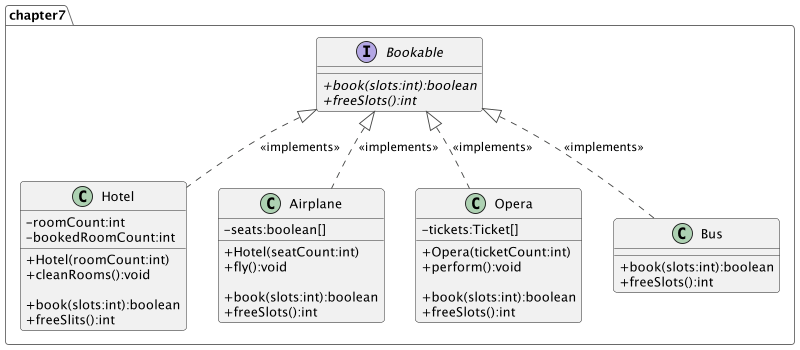 chapter7
I Bookable
+book(slots:int):boolean
+freeSlots():int
«implements» «implements» «implements» «implements»
C Hotel
-roomCount:int
-bookedRoomCount:int
+Hotel(roomCount:int)
+cleanRooms():void
+book(slots:int):boolean
+freeSlits():int
C Airplane
-seats:boolean[]
+Hotel(seatCount:int)
+fly():void
+book(slots:int):boolean
+freeSlots():int
C Opera
-tickets:Ticket[]
+Opera(ticketCount:int)
+perform():void
+book(slots:int):boolean
+freeSlots():int
C Bus
+book(slots:int):boolean
+freeSlots():int